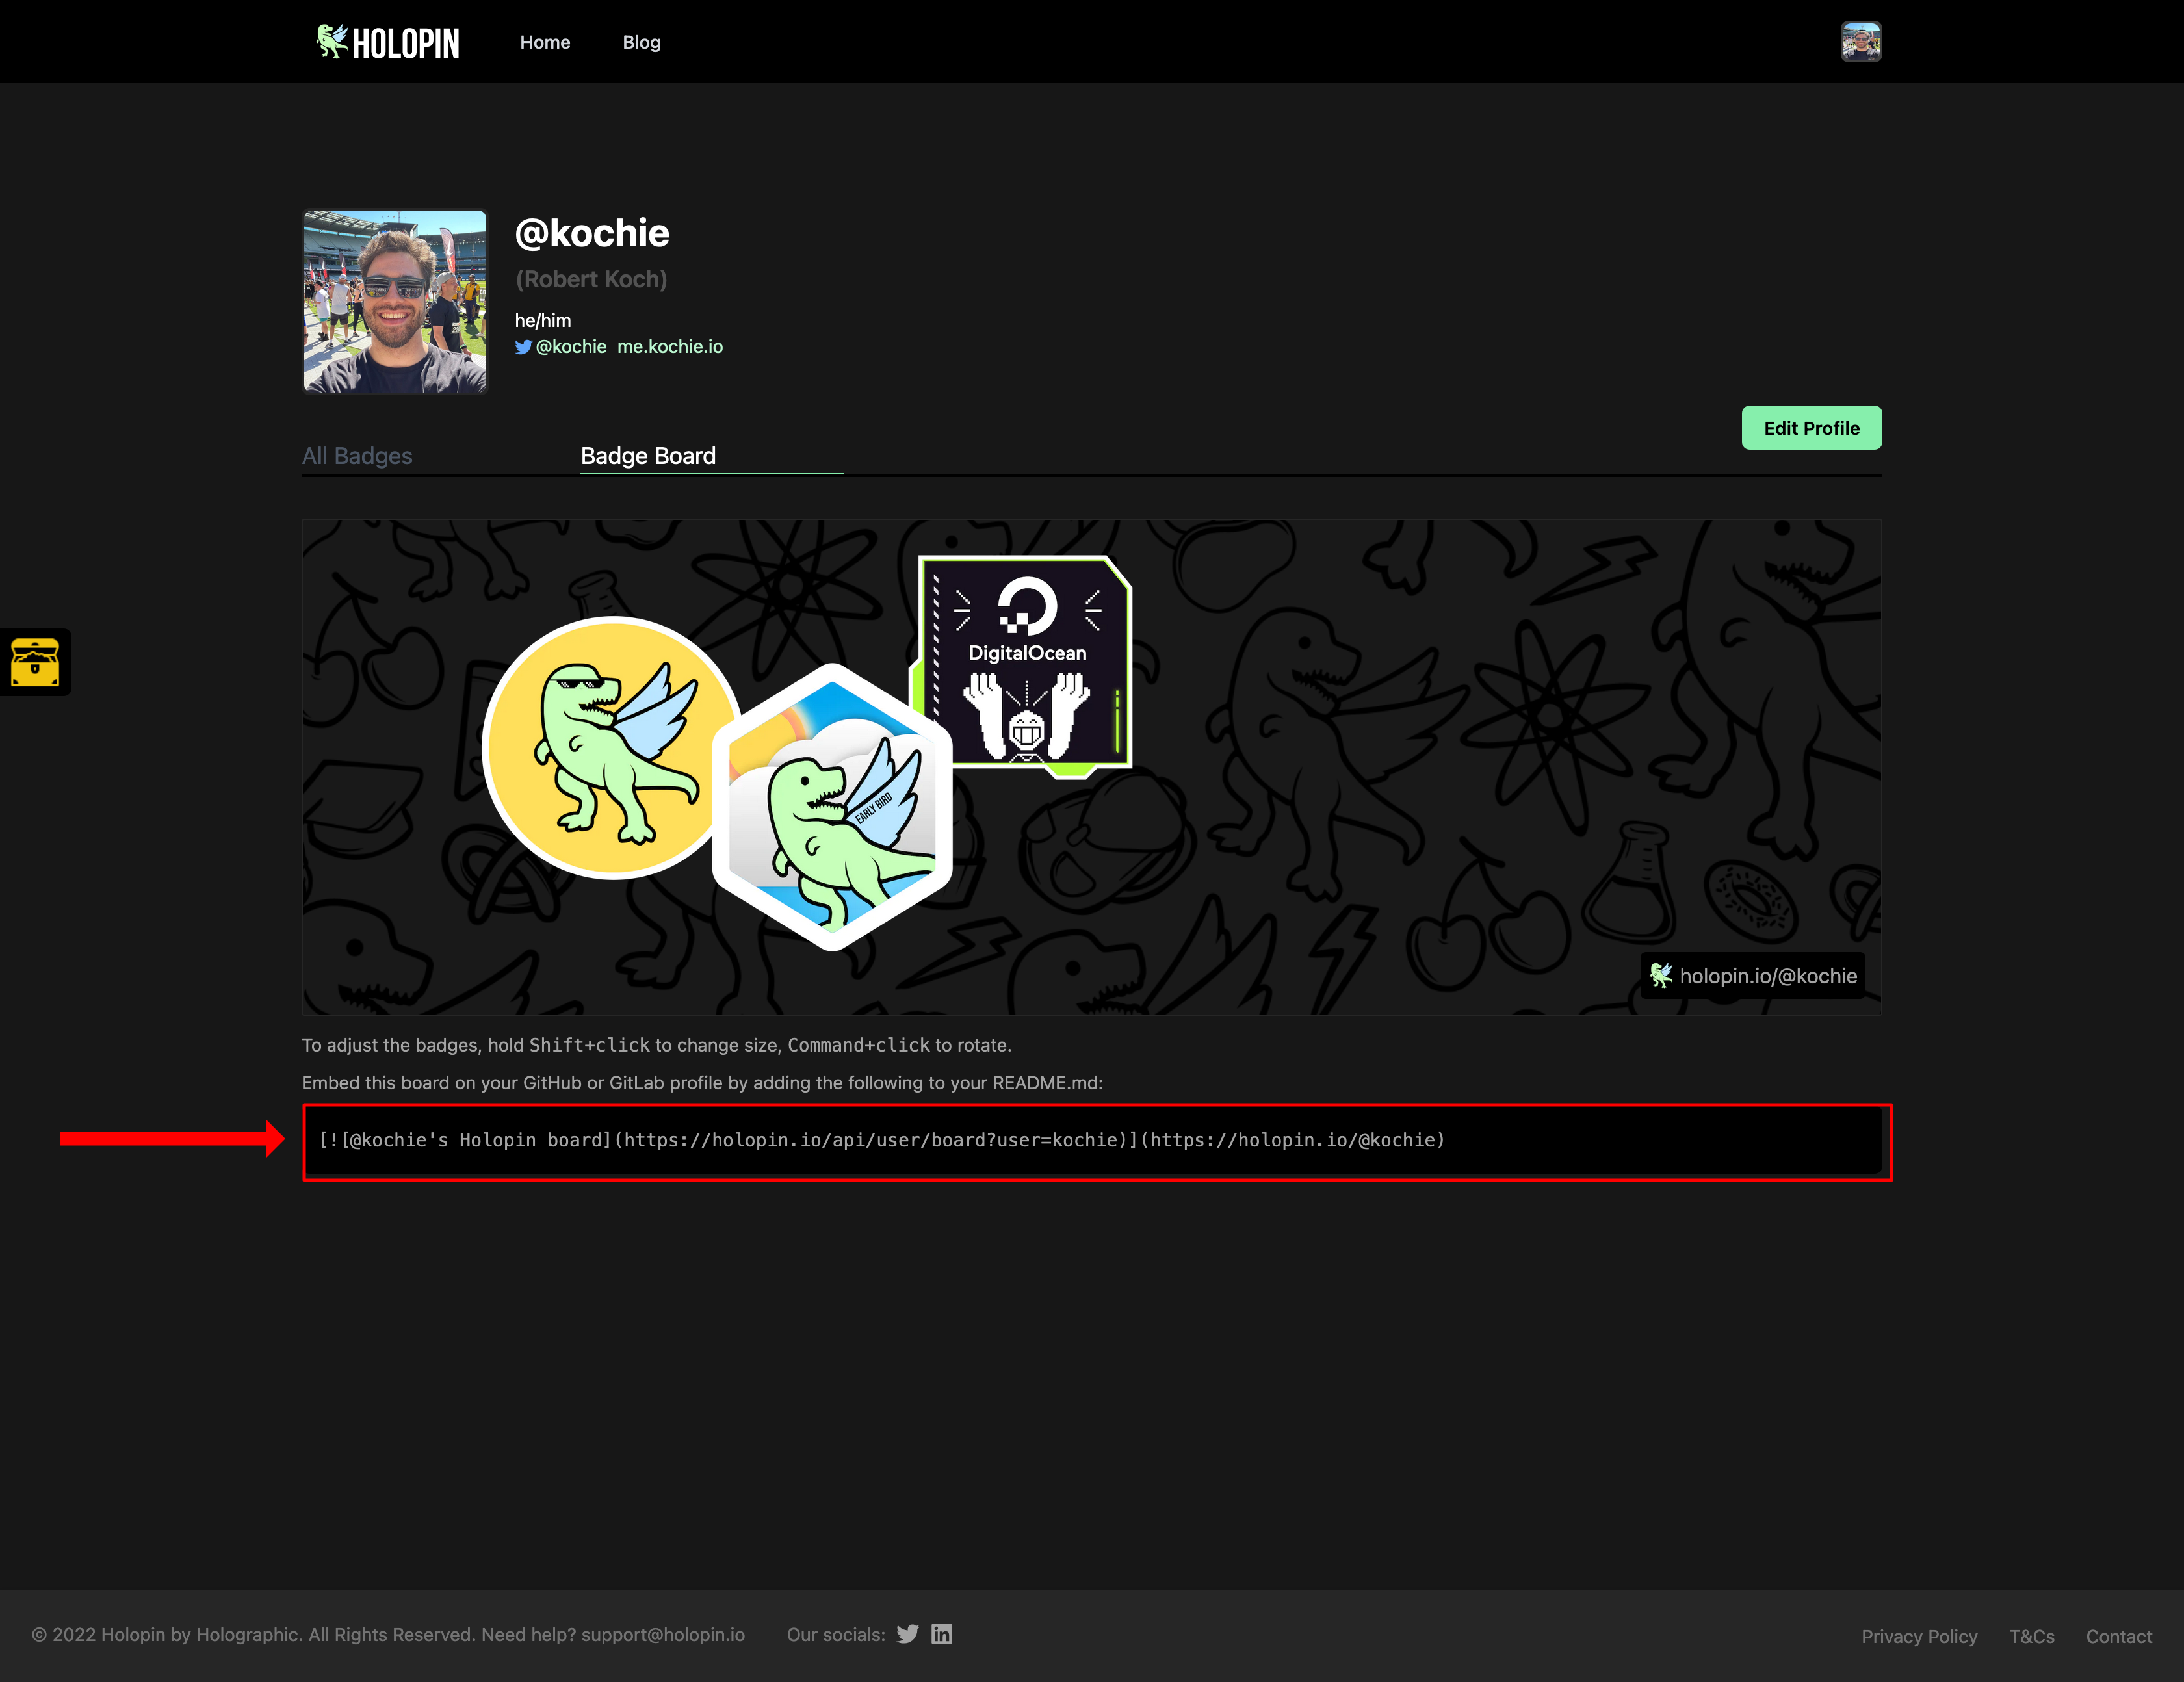 HOLOPIN
Home
Blog
@kochie
(Robert Koch)
he/him
@kochie me.kochie.io
Edit Profile
All Badges
Badge Board
DigitalOcean
EARLY BIRD
holopin.io/@kochie
To adjust the badges, hold Shift+click to change size, Command+click to rotate.
Embed this board on your GitHub or GitLab profile by adding the following to your README.md:
[![@kochie's Holopin board](https://holopin.io/api/user/board?user=kochie)](https://holopin.io/@kochie)
© 2022 Holopin by Holographic. All Rights Reserved. Need help? support@holopin.io
Our socials:
Privacy Policy
T&Cs
Contact